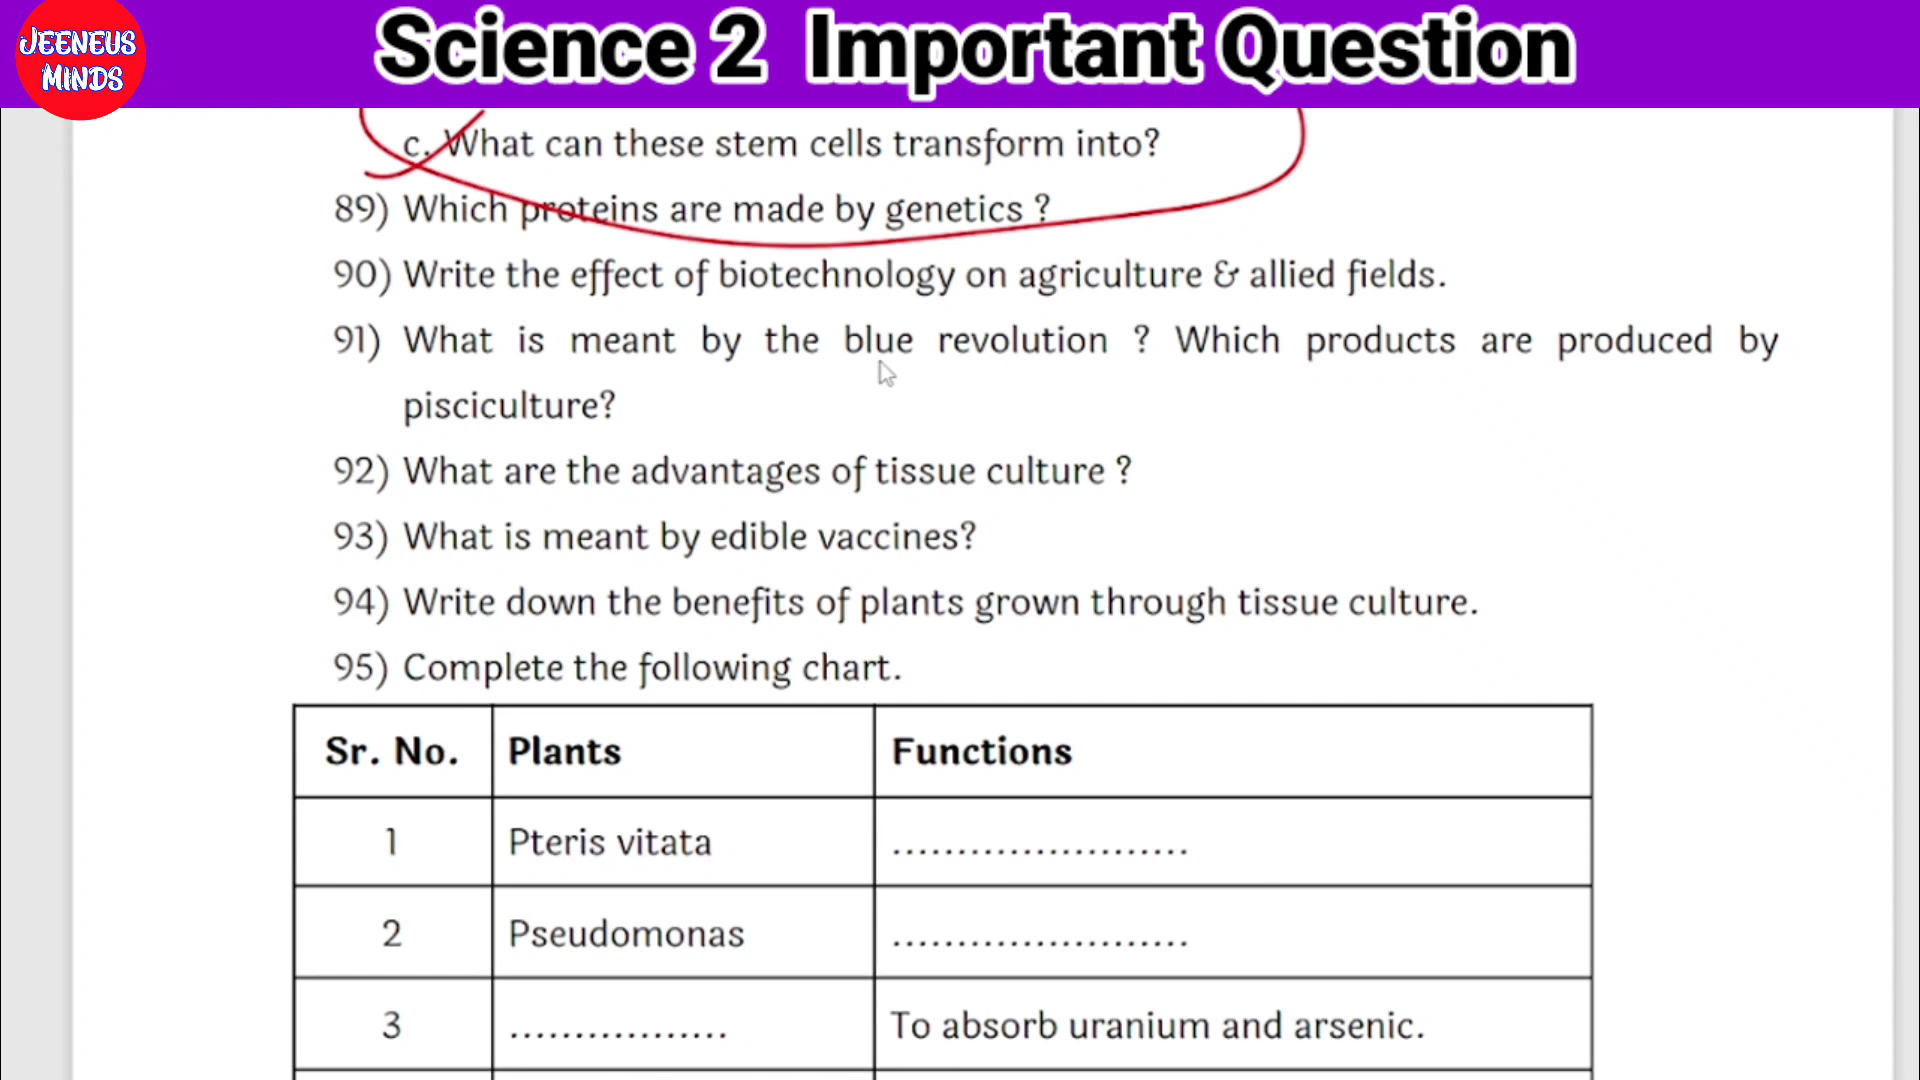 JEENEUS
MINDS
Science 2 Important Question
c. What can these stem cells transform into?
89) Which proteins are made by genetics ?
90) Write the effect of biotechnology on agriculture & allied fields.
91) What is meant by the blue revolution ? Which products are produced by
pisciculture?
92) What are the advantages of tissue culture ?
93) What is meant by edible vaccines?
94) Write down the benefits of plants grown through tissue culture.
95) Complete the following chart.
Sr. No. Plants Functions
1 Pteris vitata .......................
2 Pseudomonas .......................
3 ................. To absorb uranium and arsenic.